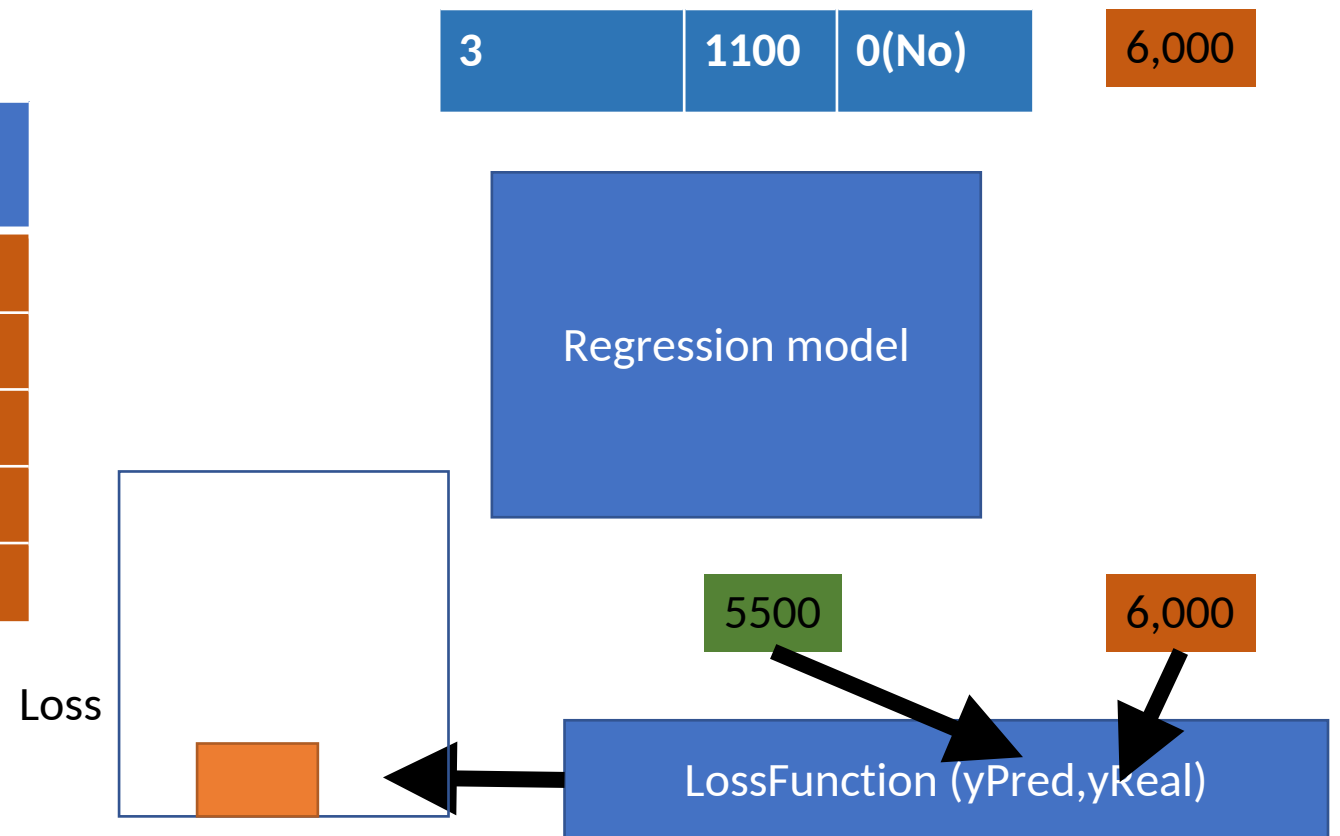 3 1100 0(No) 6,000
Regression model
5500 6,000
Loss
LossFunction (yPred,yReal)